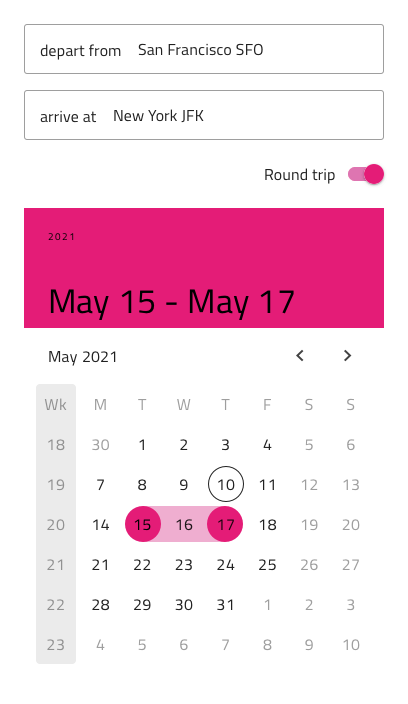 depart from San Francisco SFO
arrive at New York JFK
Round trip
2021
May 15 - May 17
May 2021
Wk M T W T F S S
18 30 1 2 3 4 5 6
19 7 8 9 10 11 12 13
20 14 15 16 17 18 19 20
21 21 22 23 24 25 26 27
22 28 29 30 31 1 2 3
23 4 5 6 7 8 9 10